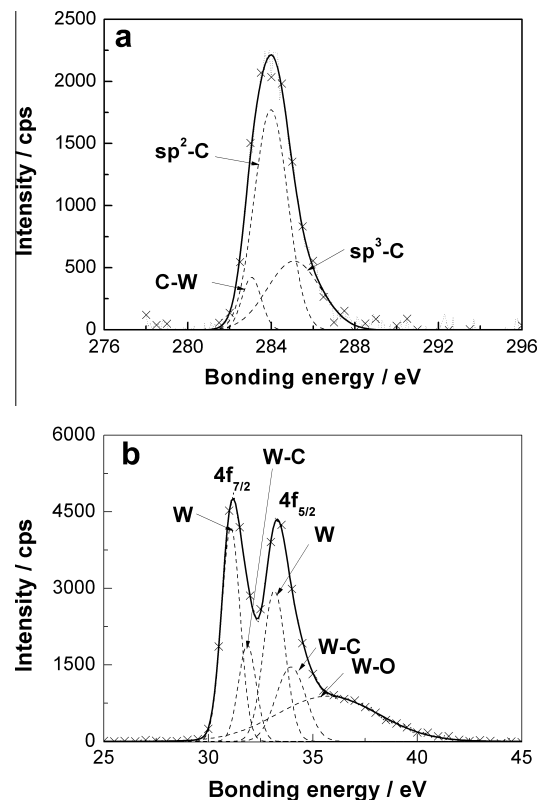 a
2500
2000
1500
1000
500
0
Intensity / cps
sp²-C
sp³-C
C-W
276 280 284 288 292 296
Bonding energy / eV
b
6000
4500
3000
1500
0
Intensity / cps
W-C
4f7/2
4f5/2
W
W
W-C
W-O
25 30 35 40 45
Bonding energy / eV